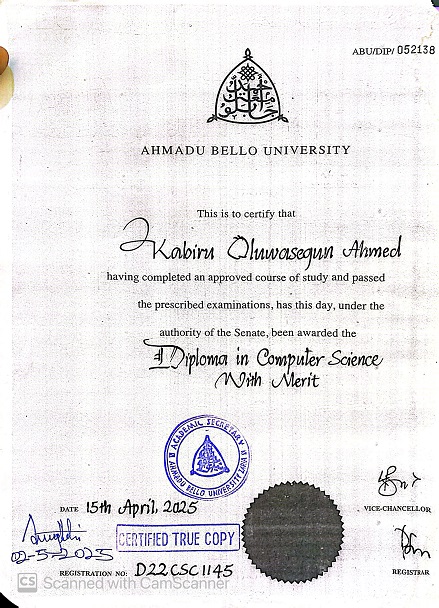 ABU/DIP/ 052138
AHMADU BELLO UNIVERSITY
This is to certify that
Kabiru Oluwasegun Ahmed
having completed an approved course of study and passed
the prescribed examinations, has this day, under the
authority of the Senate, been awarded the
Diploma in Computer Science
With Merit
ACADEMIC SECRETARY
AHMADU BELLO UNIVERSITY ZARIA
DATE 15th April, 2025
VICE-CHANCELLOR
CERTIFIED TRUE COPY
02-5-2025
REGISTRATION NO: D22CSC1145
REGISTRAR
CS Scanned with CamScanner